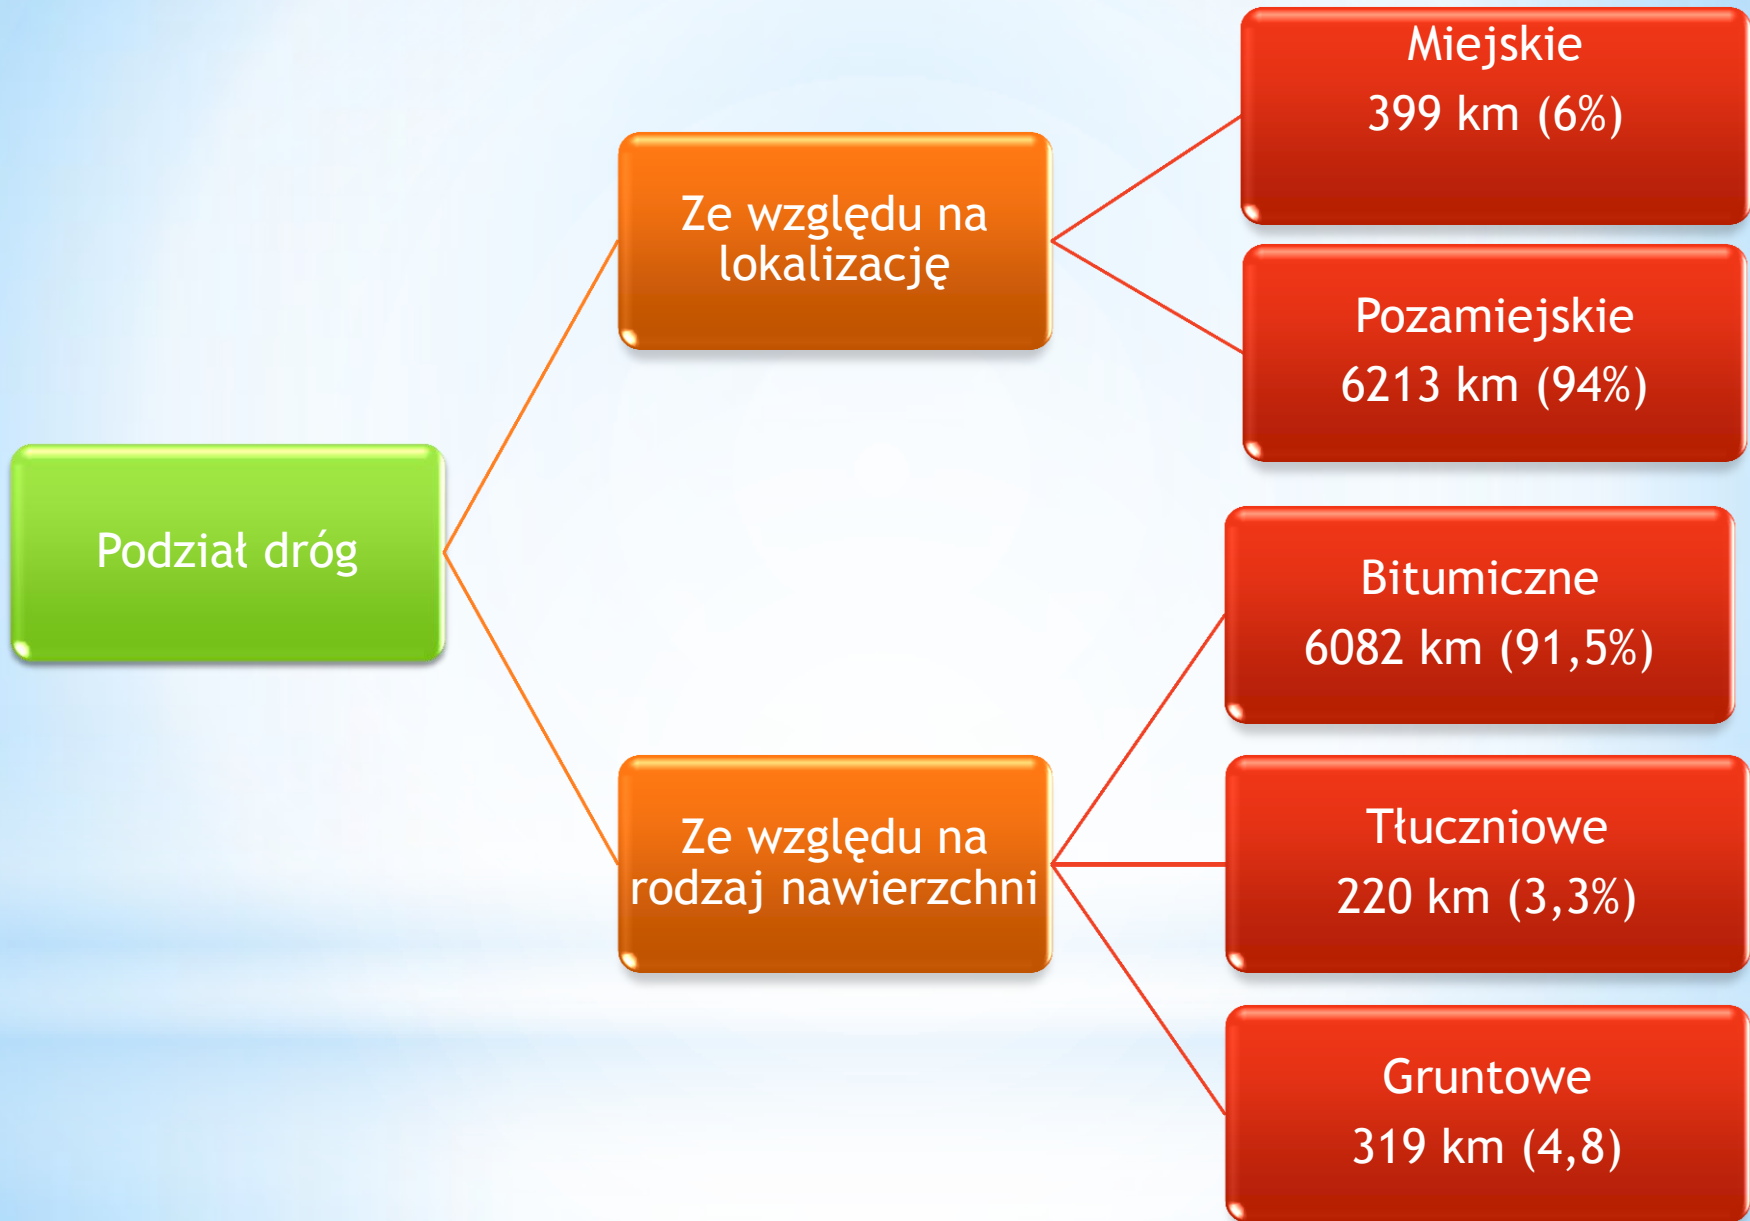 Podział dróg
Ze względu na
lokalizację
Miejskie
399 km (6%)
Pozamiejskie
6213 km (94%)
Ze względu na
rodzaj nawierzchni
Bitumiczne
6082 km (91,5%)
Tłuczniowe
220 km (3,3%)
Gruntowe
319 km (4,8)